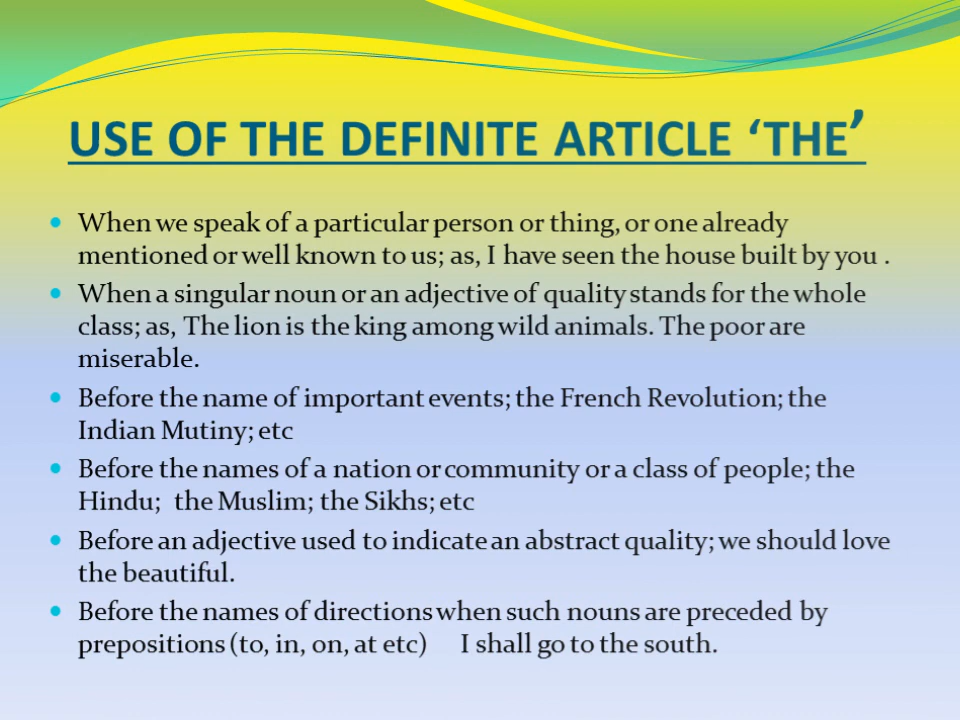 USE OF THE DEFINITE ARTICLE ‘THE’
• When we speak of a particular person or thing, or one already
mentioned or well known to us; as, I have seen the house built by you .
• When a singular noun or an adjective of quality stands for the whole
class; as, The lion is the king among wild animals. The poor are
miserable.
• Before the name of important events; the French Revolution; the
Indian Mutiny; etc
• Before the names of a nation or community or a class of people; the
Hindu; the Muslim; the Sikhs; etc
• Before an adjective used to indicate an abstract quality; we should love
the beautiful.
• Before the names of directions when such nouns are preceded by
prepositions (to, in, on, at etc) I shall go to the south.